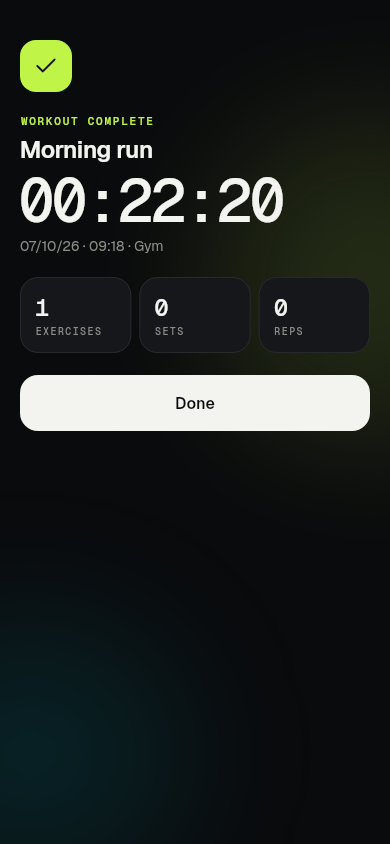 WORKOUT COMPLETE
Morning run
00:22:20
07/10/26 · 09:18 · Gym
1 0 0
EXERCISES SETS REPS
Done